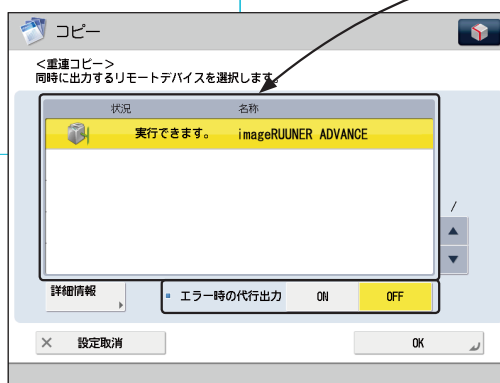 コピー
<重連コピー>
同時に出力するリモートデバイスを選択します。
状況 名称
実行できます。 imageRUUNER ADVANCE
/
詳細情報 エラー時の代行出力 ON OFF
× 設定取消 OK